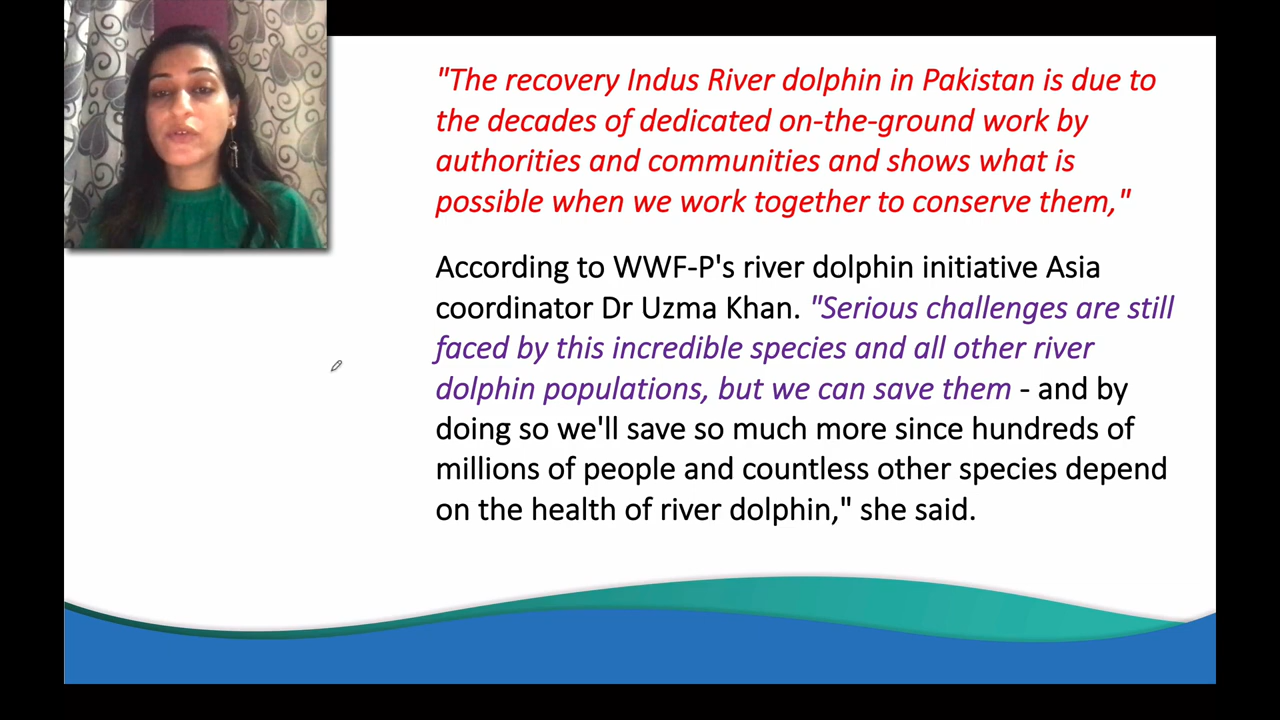 "The recovery Indus River dolphin in Pakistan is due to
the decades of dedicated on-the-ground work by
authorities and communities and shows what is
possible when we work together to conserve them,"
According to WWF-P's river dolphin initiative Asia
coordinator Dr Uzma Khan. "Serious challenges are still
faced by this incredible species and all other river
dolphin populations, but we can save them - and by
doing so we'll save so much more since hundreds of
millions of people and countless other species depend
on the health of river dolphin," she said.